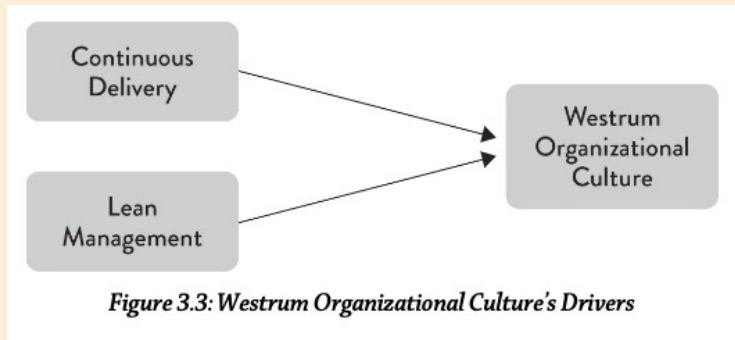 Continuous
Delivery
Westrum
Organizational
Culture
Lean
Management
Figure 3.3: Westrum Organizational Culture's Drivers